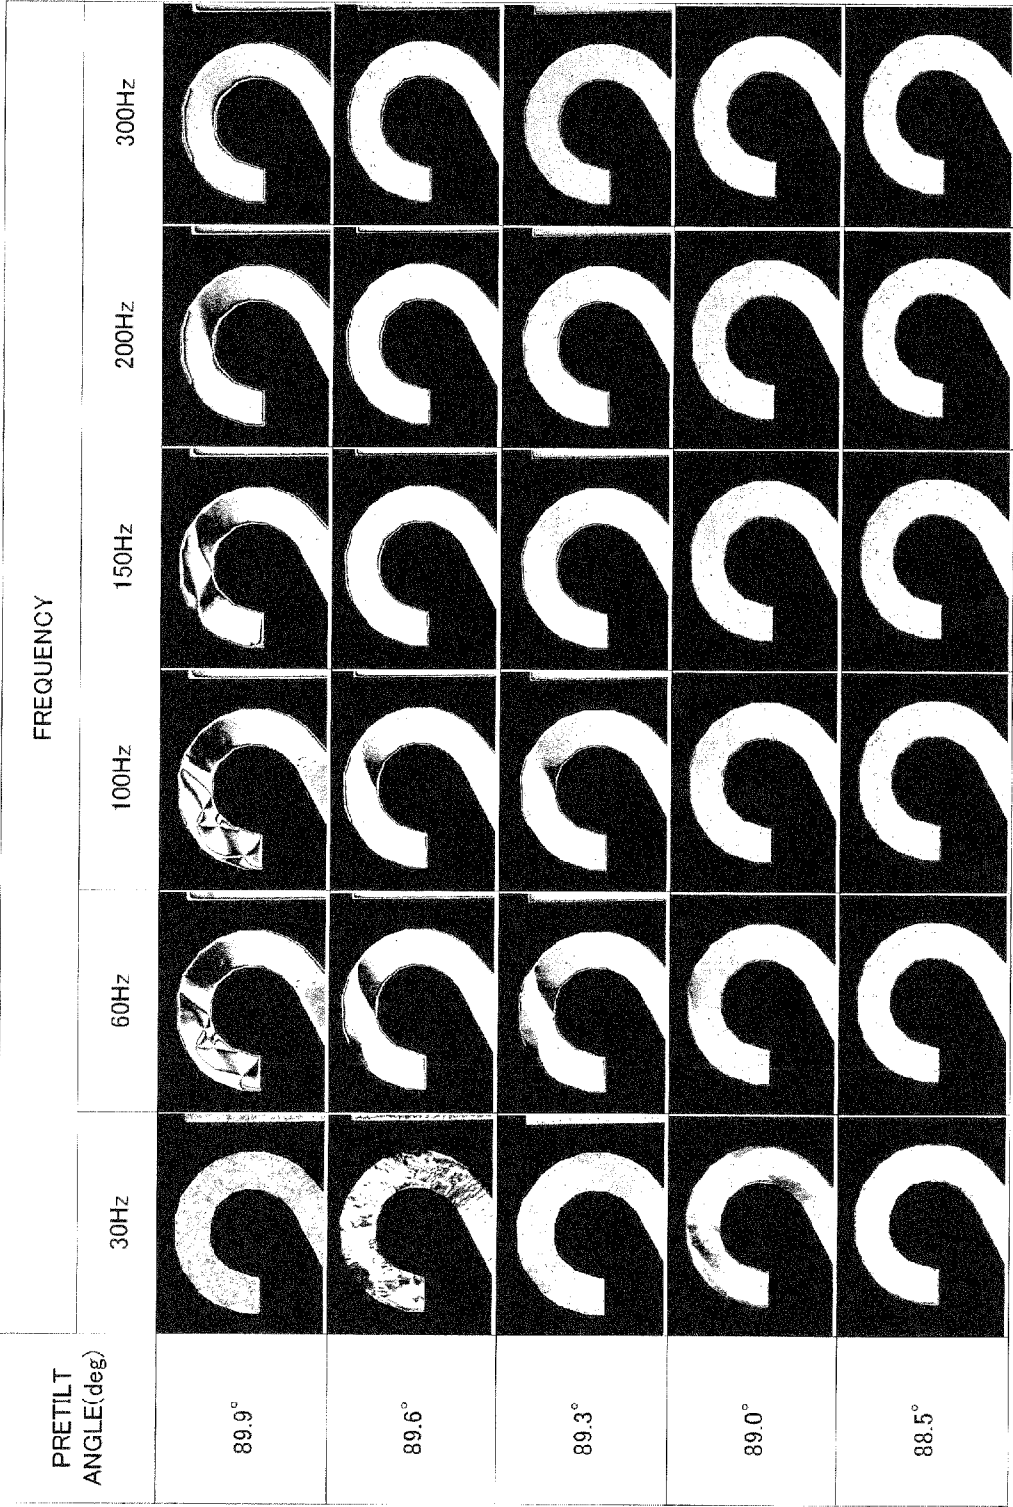 PRETILT
ANGLE(deg)
FREQUENCY
30Hz
60Hz
100Hz
150Hz
200Hz
300Hz
89.9°
89.6°
89.3°
89.0°
88.5°